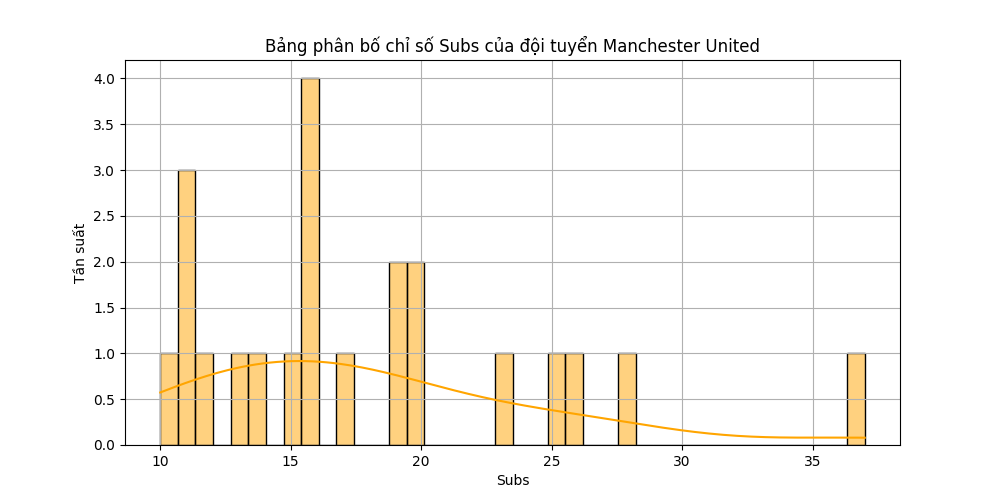 Bảng phân bố chỉ số Subs của đội tuyển Manchester United
Tần suất
4.0
3.5
3.0
2.5
2.0
1.5
1.0
0.5
0.0
10 15 20 25 30 35
Subs